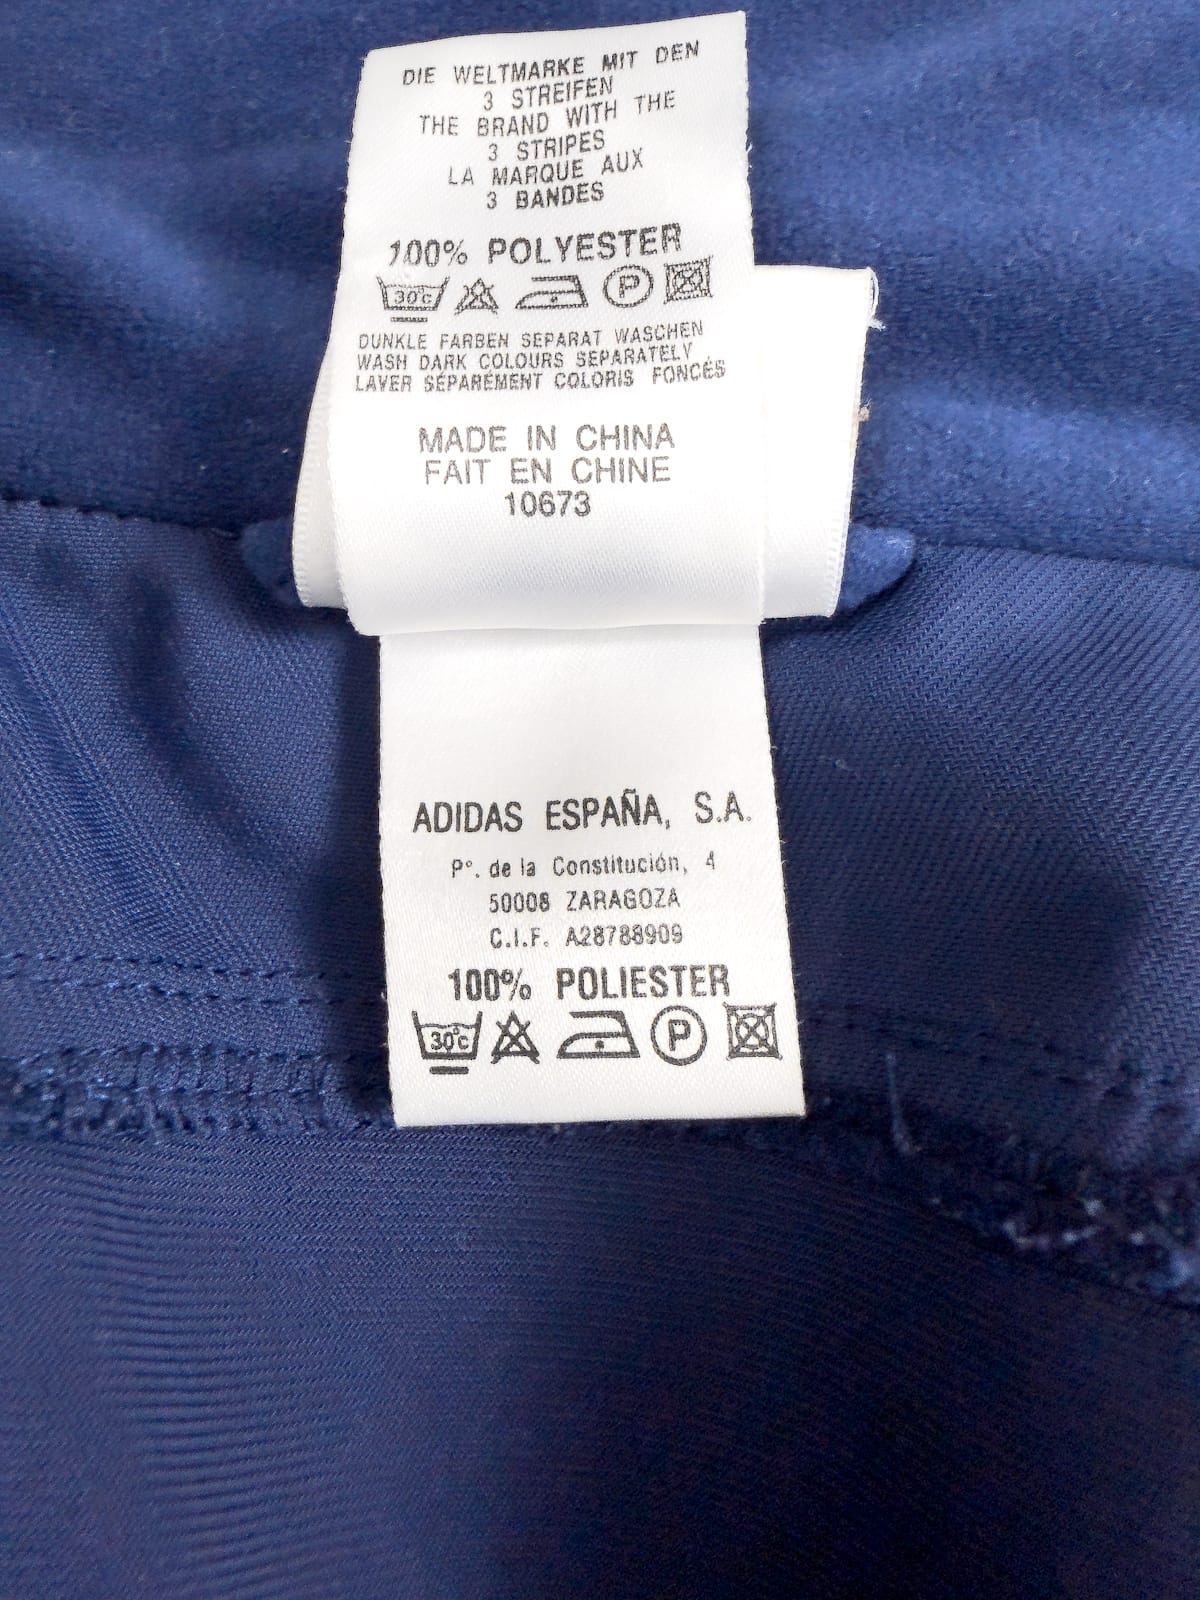 DIE WELTMARKE MIT DEN
3 STREIFEN
THE BRAND WITH THE
3 STRIPES
LA MARQUE AUX
3 BANDES
100% POLYESTER
30°C P
DUNKLE FARBEN SEPARAT WASCHEN
WASH DARK COLOURS SEPARATELY
LAVER SÉPARÉMENT COLORIS FONCÉS
MADE IN CHINA
FAIT EN CHINE
10673
ADIDAS ESPAÑA, S.A.
Pº. de la Constitución, 4
50008 ZARAGOZA
C.I.F. A28788909
100% POLIESTER
30°C P